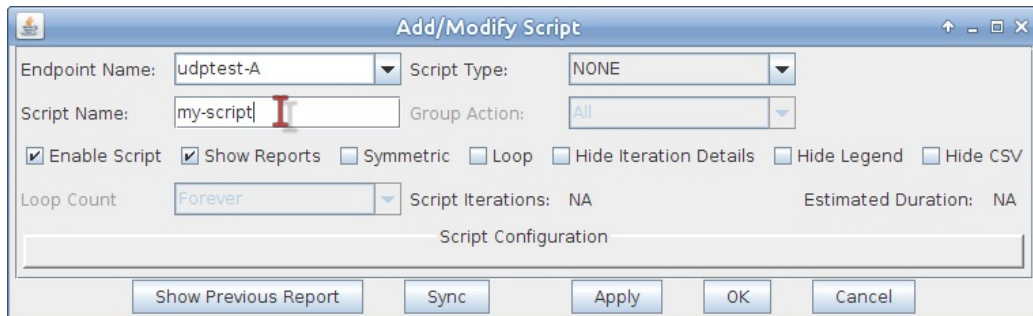 Add/Modify Script
Endpoint Name: udptest-A Script Type: NONE
Script Name: my-script Group Action: All
Enable Script Show Reports Symmetric Loop Hide Iteration Details Hide Legend Hide CSV
Loop Count Forever Script Iterations: NA Estimated Duration: NA
Script Configuration
Show Previous Report Sync Apply OK Cancel